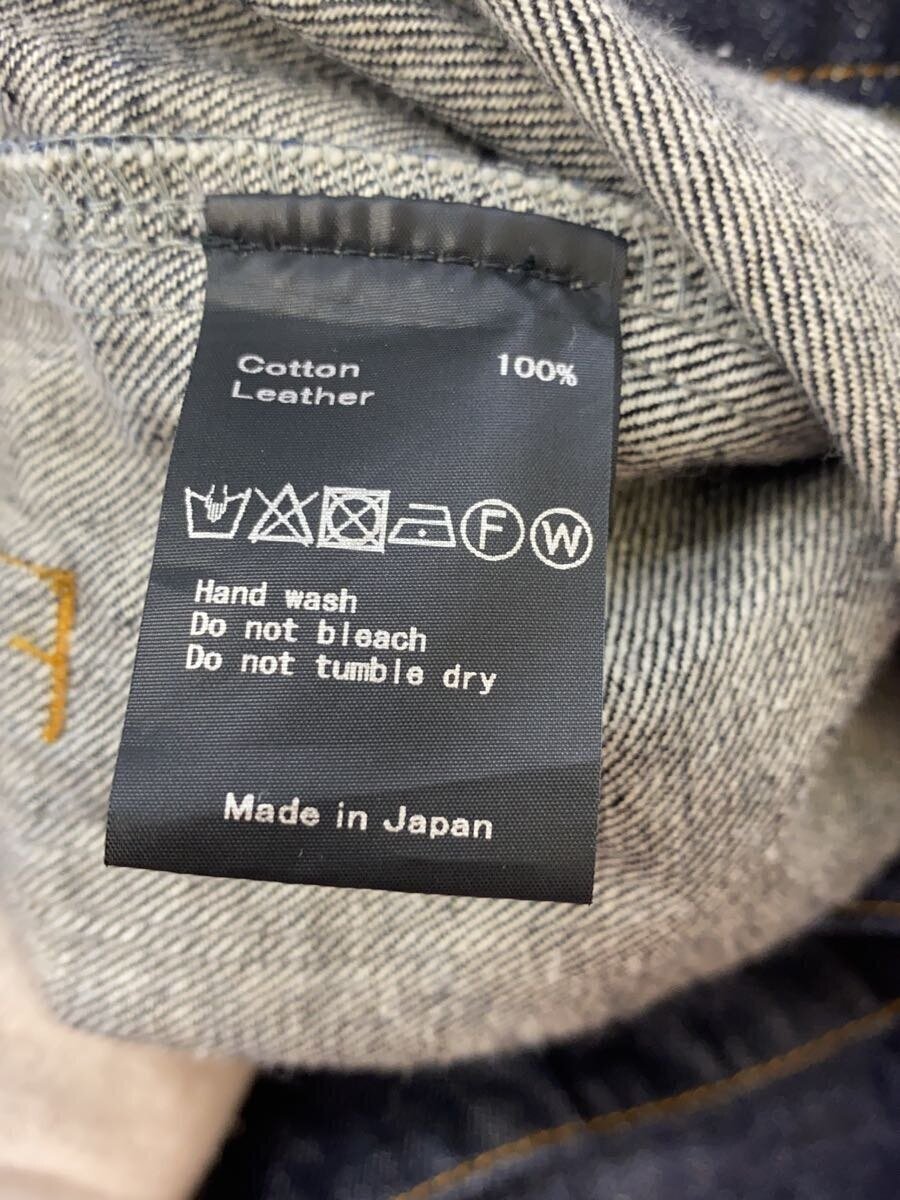 Cotton 100%
Leather
F W
Hand wash
Do not bleach
Do not tumble dry
Made in Japan